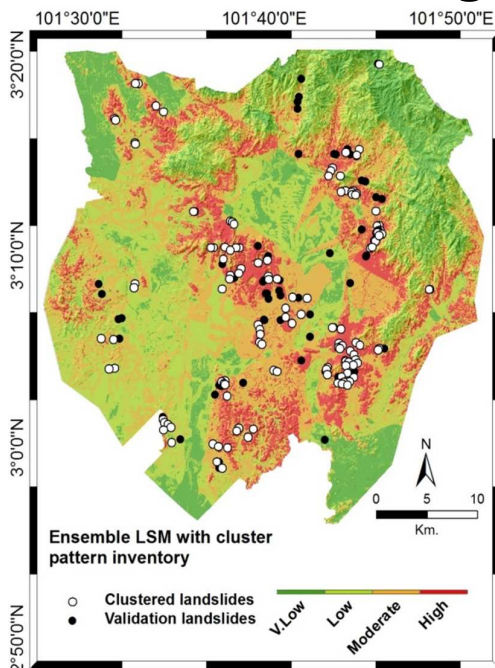 101°30'0"E 101°40'0"E 101°50'0"E
3°20'0"N
3°10'0"N
3°0'0"N
2°50'0"N
N
0 5 10
Km.
Ensemble LSM with cluster
pattern inventory
Clustered landslides
Validation landslides
V.Low Low Moderate High